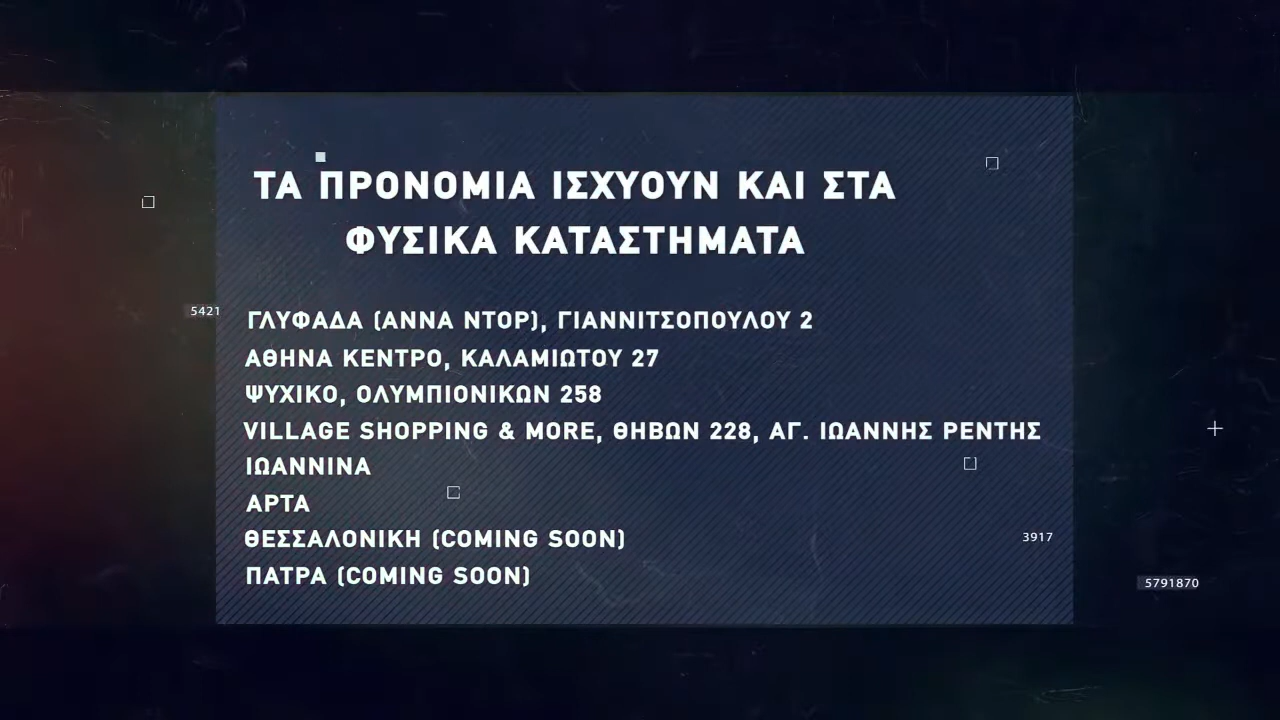 ΤΑ ΠΡΟΝΟΜΙΑ ΙΣΧΥΟΥΝ ΚΑΙ ΣΤΑ
ΦΥΣΙΚΑ ΚΑΤΑΣΤΗΜΑΤΑ
5421
ΓΛΥΦΑΔΑ (ΑΝΝΑ ΝΤΟΡ), ΓΙΑΝΝΙΤΣΟΠΟΥΛΟΥ 2
ΑΘΗΝΑ ΚΕΝΤΡΟ, ΚΑΛΑΜΙΩΤΟΥ 27
ΨΥΧΙΚΟ, ΟΛΥΜΠΙΟΝΙΚΩΝ 258
VILLAGE SHOPPING & MORE, ΘΗΒΩΝ 228, ΑΓ. ΙΩΑΝΝΗΣ ΡΕΝΤΗΣ
ΙΩΑΝΝΙΝΑ
ΑΡΤΑ
ΘΕΣΣΑΛΟΝΙΚΗ (COMING SOON)
3917
ΠΑΤΡΑ (COMING SOON)
5791870